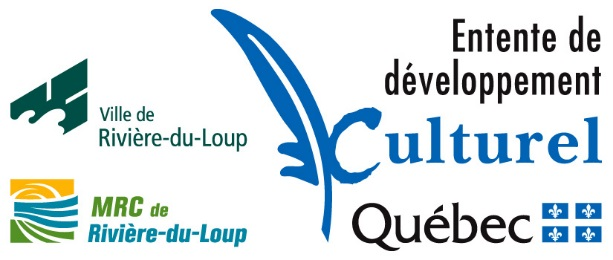 Ville de
Rivière-du-Loup
MRC de
Rivière-du-Loup
Entente de
développement
Culturel
Québec